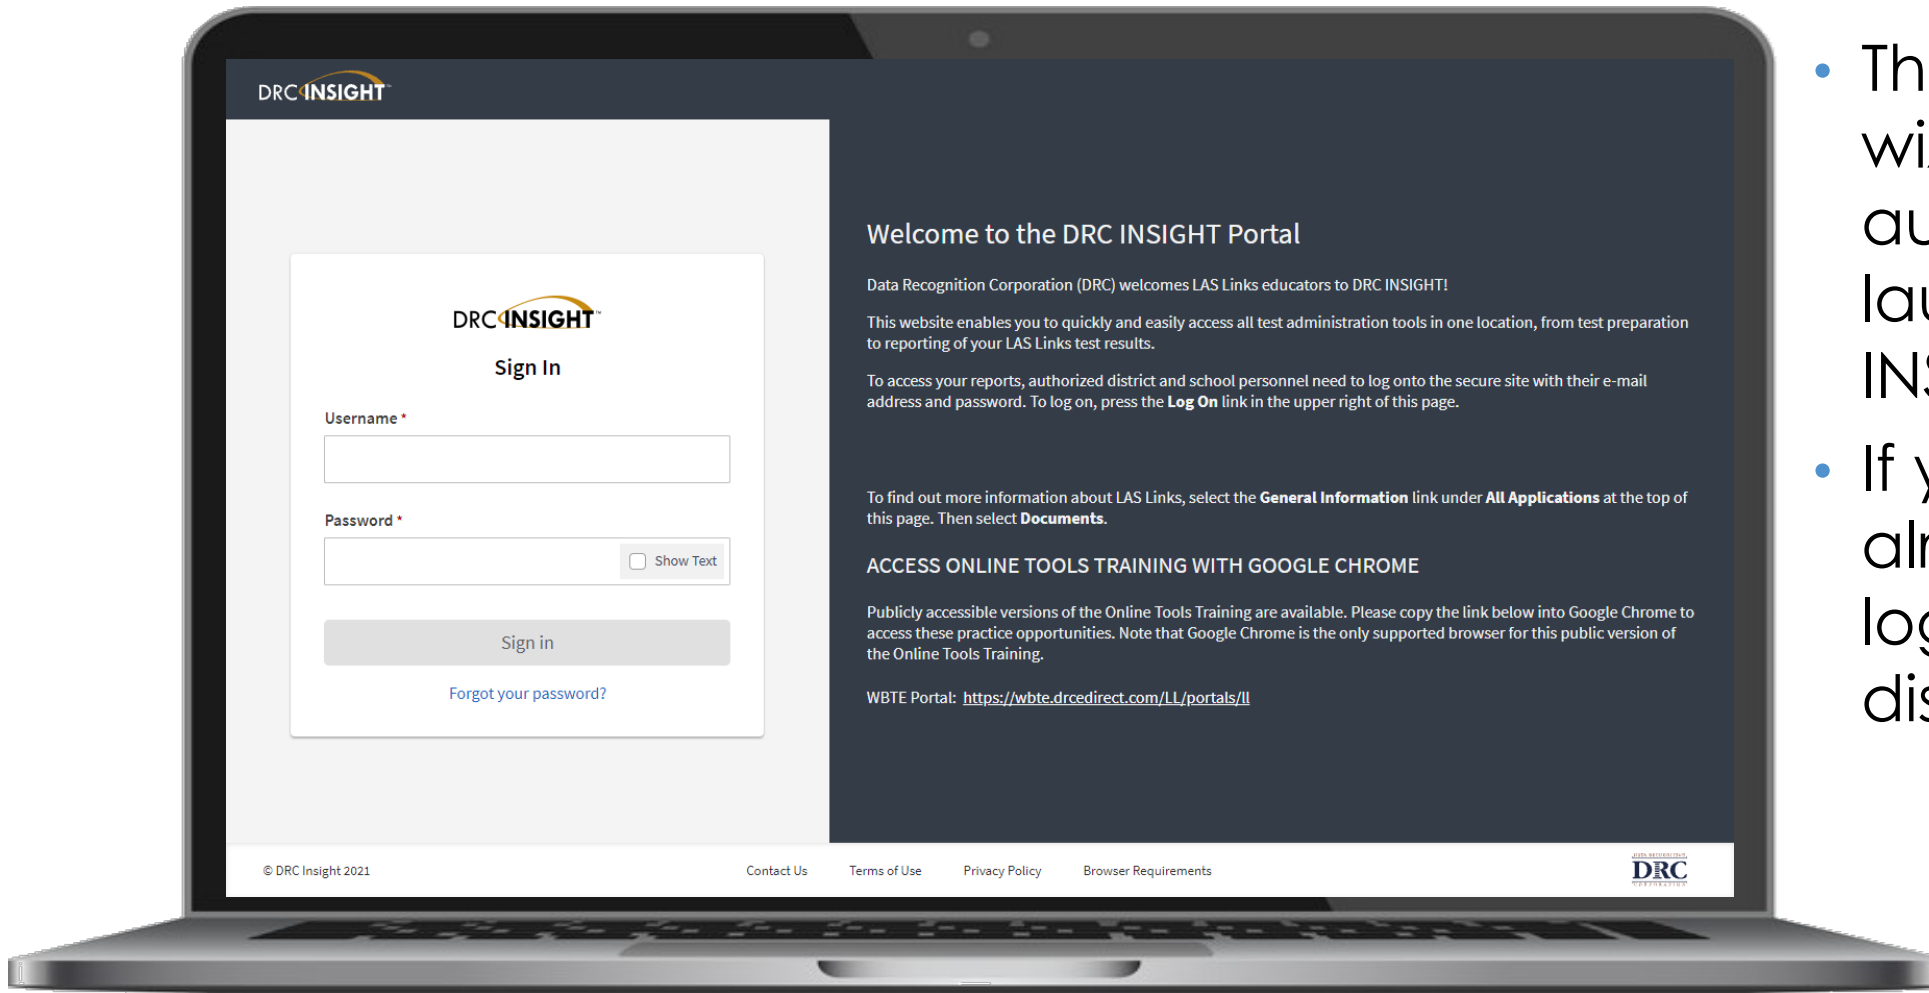 DRC INSIGHT
DRC INSIGHT
Sign In
Username *
Password *
Show Text
Sign in
Forgot your password?
Welcome to the DRC INSIGHT Portal
Data Recognition Corporation (DRC) welcomes LAS Links educators to DRC INSIGHT!
This website enables you to quickly and easily access all test administration tools in one location, from test preparation
to reporting of your LAS Links test results.
To access your reports, authorized district and school personnel need to log onto the secure site with their e-mail
address and password. To log on, press the Log On link in the upper right of this page.
To find out more information about LAS Links, select the General Information link under All Applications at the top of
this page. Then select Documents.
ACCESS ONLINE TOOLS TRAINING WITH GOOGLE CHROME
Publicly accessible versions of the Online Tools Training are available. Please copy the link below into Google Chrome to
access these practice opportunities. Note that Google Chrome is the only supported browser for this public version of
the Online Tools Training.
WBTE Portal: https://wbte.drcedirect.com/LL/portals/ll
© DRC Insight 2021
Contact Us
Terms of Use
Privacy Policy
Browser Requirements
DATA RECOGNITION
DRC
CORPORATION
• Th
au
• If